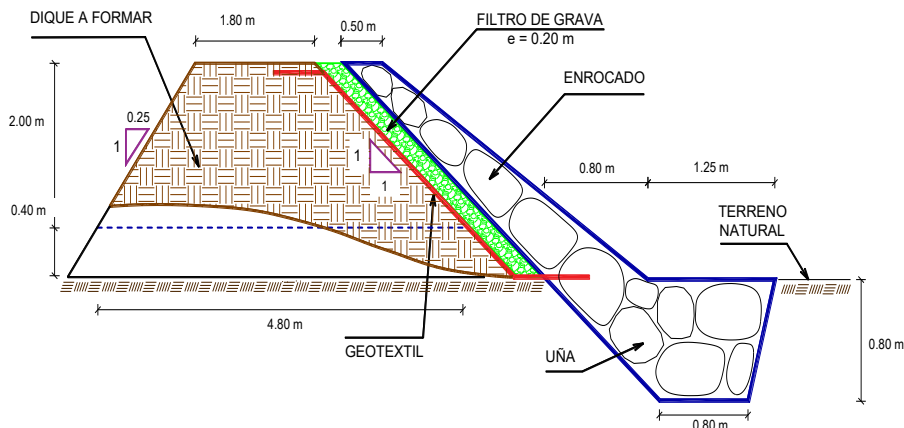 DIQUE A FORMAR
1.80 m
0.50 m
FILTRO DE GRAVA
e = 0.20 m
ENROCADO
2.00 m
0.25
1
1
1
0.80 m
1.25 m
0.40 m
TERRENO
NATURAL
4.80 m
GEOTEXTIL
UÑA
0.80 m
0.80 m